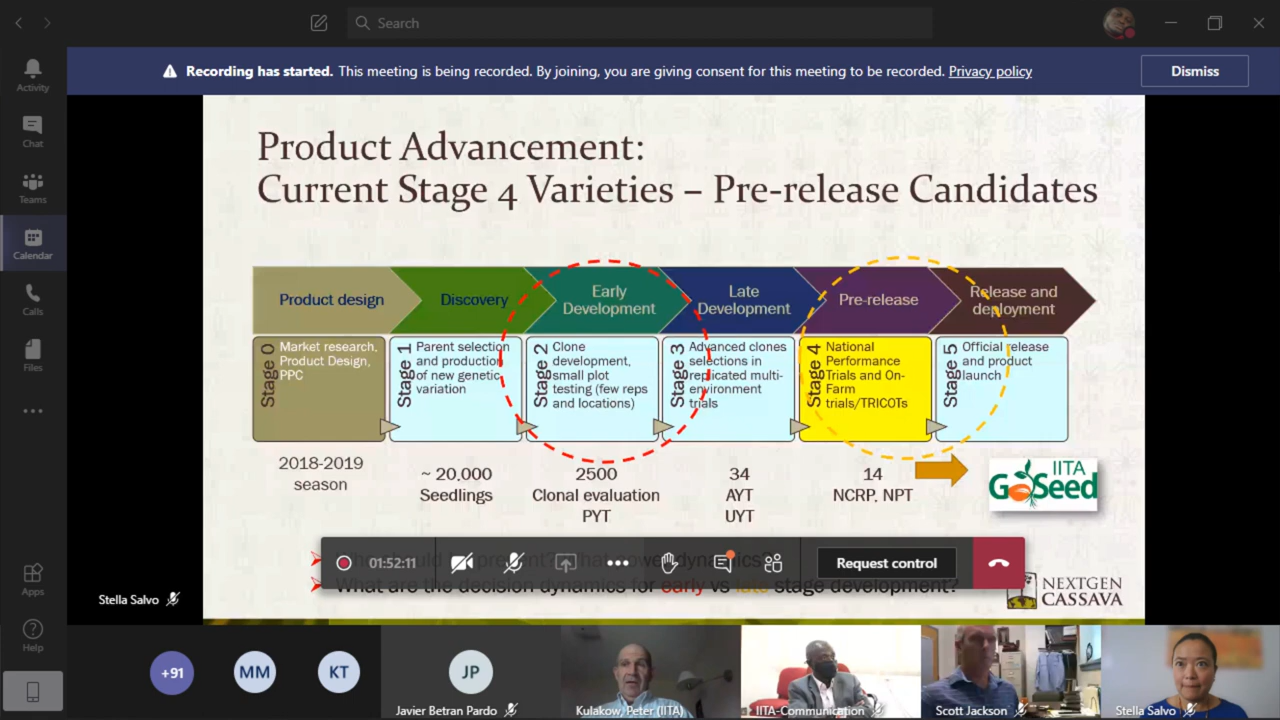 Search
Recording has started. This meeting is being recorded. By joining, you are giving consent for this meeting to be recorded. Privacy policy
Dismiss
Activity
Chat
Teams
Calendar
Calls
Files
Apps
Help
Product Advancement:
Current Stage 4 Varieties – Pre-release Candidates
Product design
Discovery
Early
Development
Late
Development
Pre-release
Release and
deployment
Stage 0
Market research,
Product Design,
PPC
Stage 1
Parent selection
and production
of new genetic
variation
Stage 2
Clone
development,
small plot
testing (few reps
and locations)
Stage 3
Advanced clones
selections in
replicated multi-
environment
trials
Stage 4
National
Performance
Trials and On-
Farm
trials/TRICOTs
Stage 5
Official release
and product
launch
2018-2019
season
~ 20,000
Seedlings
2500
Clonal evaluation
PYT
34
AYT
UYT
14
NCRP, NPT
IITA
GoSeed
01:52:11
Request control
What are the decision dynamics for early vs late stage development?
NEXTGEN
CASSAVA
Stella Salvo
+91
MM
KT
JP
Javier Betran Pardo
Kulakow, Peter (IITA)
IITA-Communication
Scott Jackson
Stella Salvo